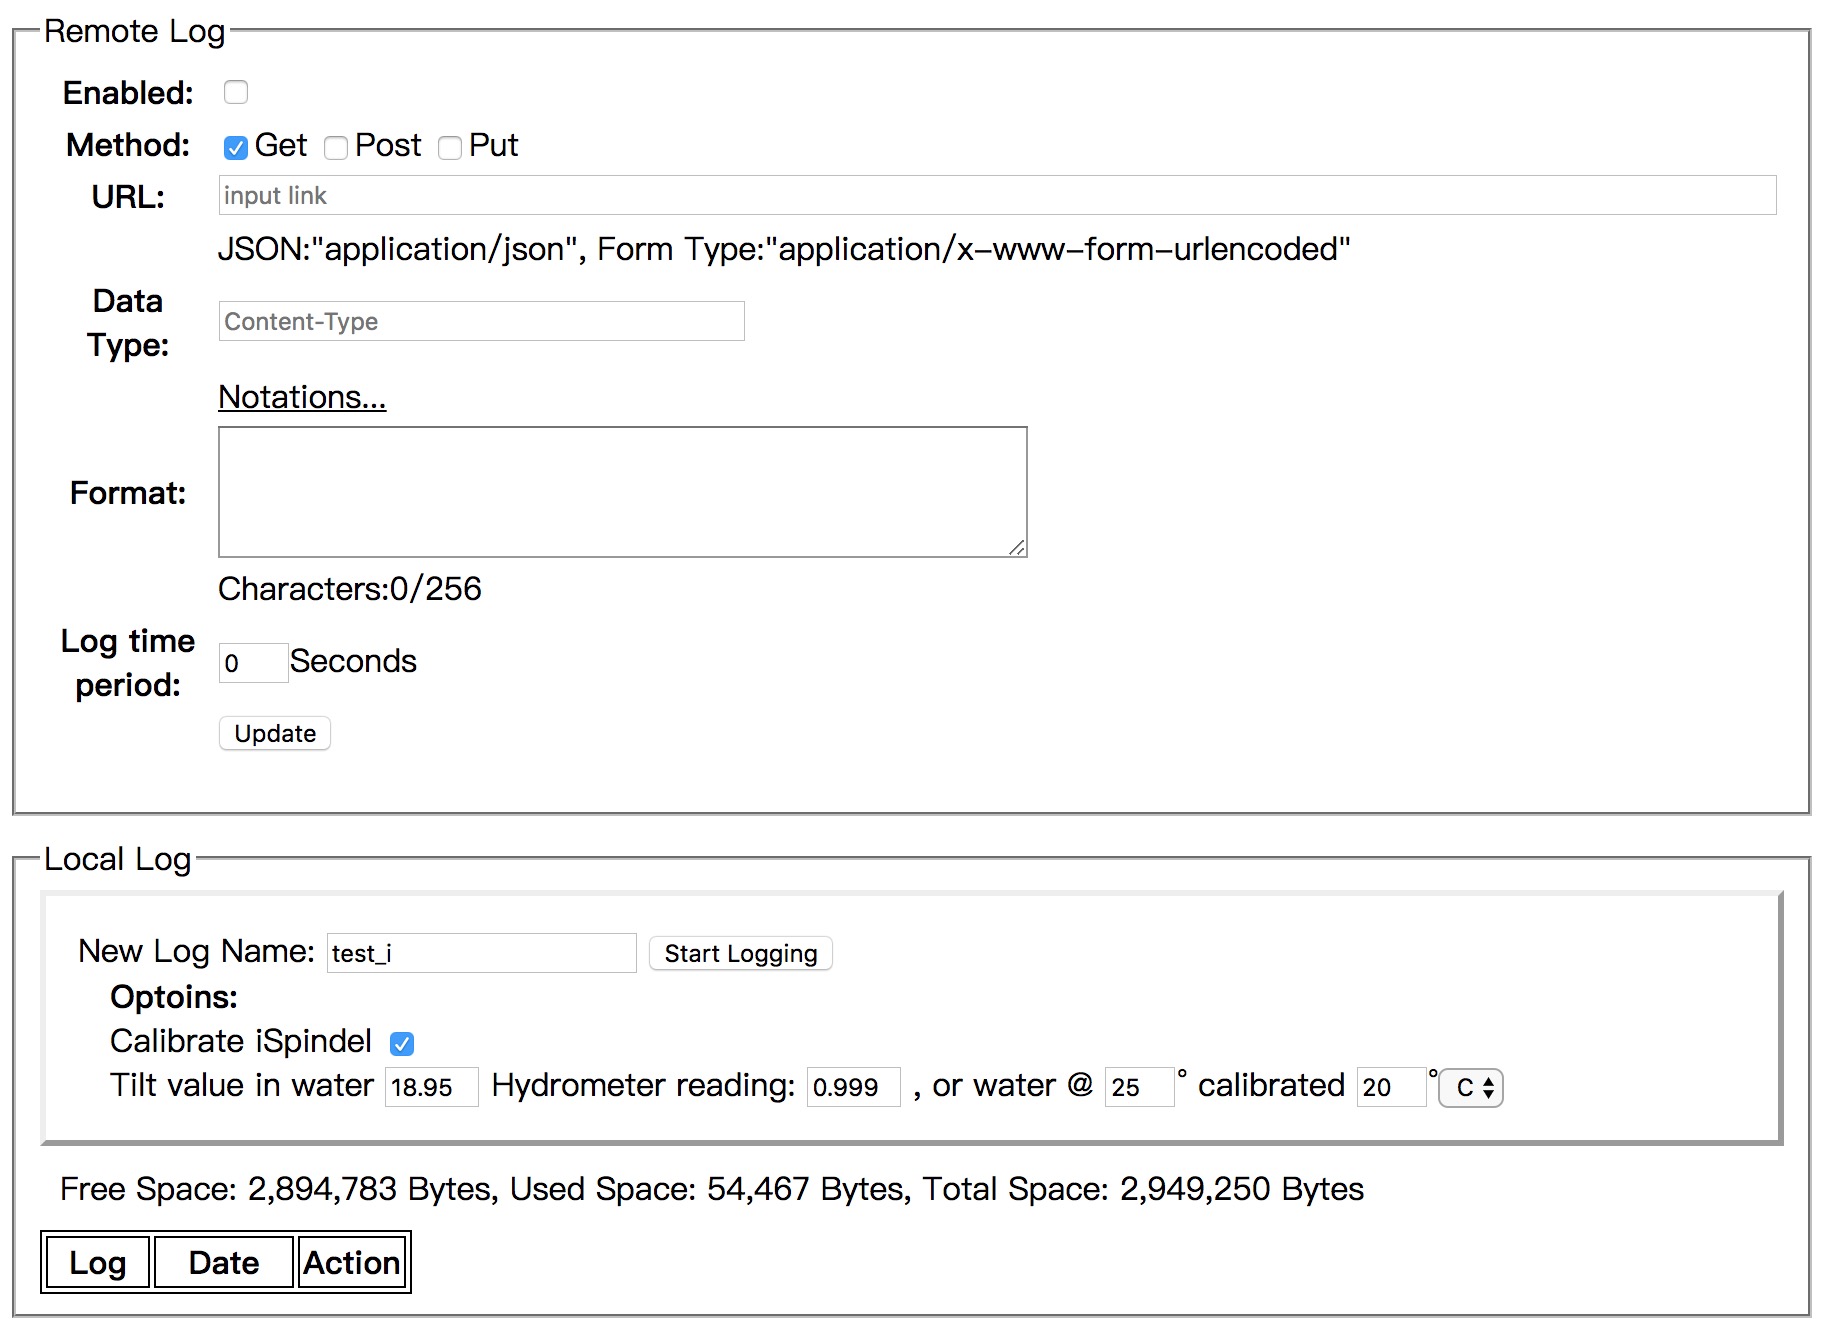 Remote Log
Enabled:
Method: Get Post Put
URL: input link
JSON:"application/json", Form Type:"application/x-www-form-urlencoded"
Data
Type:
Content-Type
Notations...
Format:
Characters:0/256
Log time
period:
0 Seconds
Update
Local Log
New Log Name: test_i Start Logging
Optoins:
Calibrate iSpindel
Tilt value in water 18.95 Hydrometer reading: 0.999 , or water @ 25 ° calibrated 20 ° C
Free Space: 2,894,783 Bytes, Used Space: 54,467 Bytes, Total Space: 2,949,250 Bytes
Log Date Action